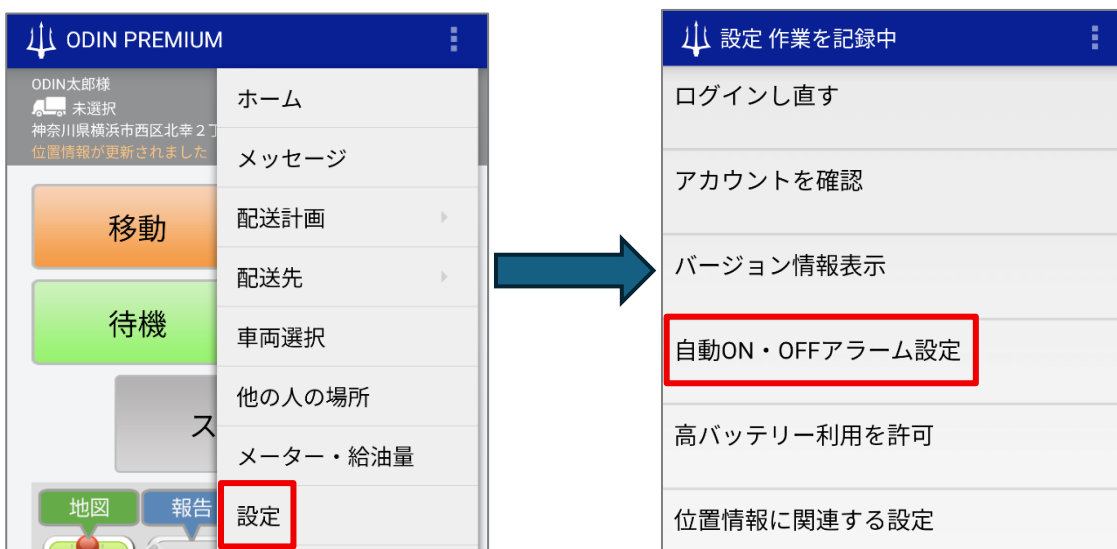 ODIN PREMIUM
ODIN太郎様
未選択
神奈川県横浜市西区北幸２丁
位置情報が更新されました
移動
待機
ス
地図
報告
ホーム
メッセージ
配送計画
配送先
車両選択
他の人の場所
メーター・給油量
設定
設定 作業を記録中
ログインし直す
アカウントを確認
バージョン情報表示
自動ON・OFFアラーム設定
高バッテリー利用を許可
位置情報に関連する設定